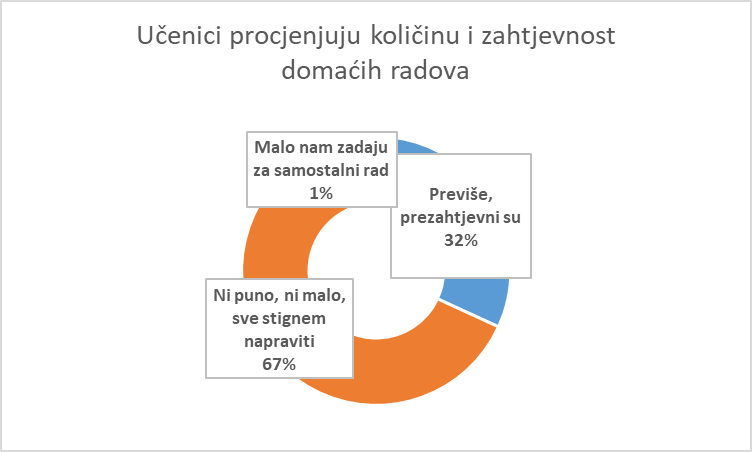 Učenici procjenjuju količinu i zahtjevnost
domaćih radova
Malo nam zadaju
za samostalni rad
1%
Previše,
prezahtjevni su
32%
Ni puno, ni malo,
sve stignem
napraviti
67%